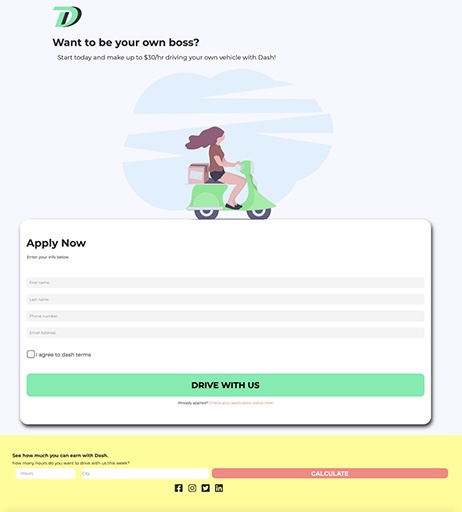 Want to be your own boss?
Start today and make up to $30/hr driving your own vehicle with Dash!
Apply Now
Enter your info below
First name
Last name
Phone number
Email Address
I agree to dash terms
DRIVE WITH US
Already applied? Check your application status here
See how much you can earn with Dash.
how many hours do you want to drive with us this week?
Hours City CALCULATE